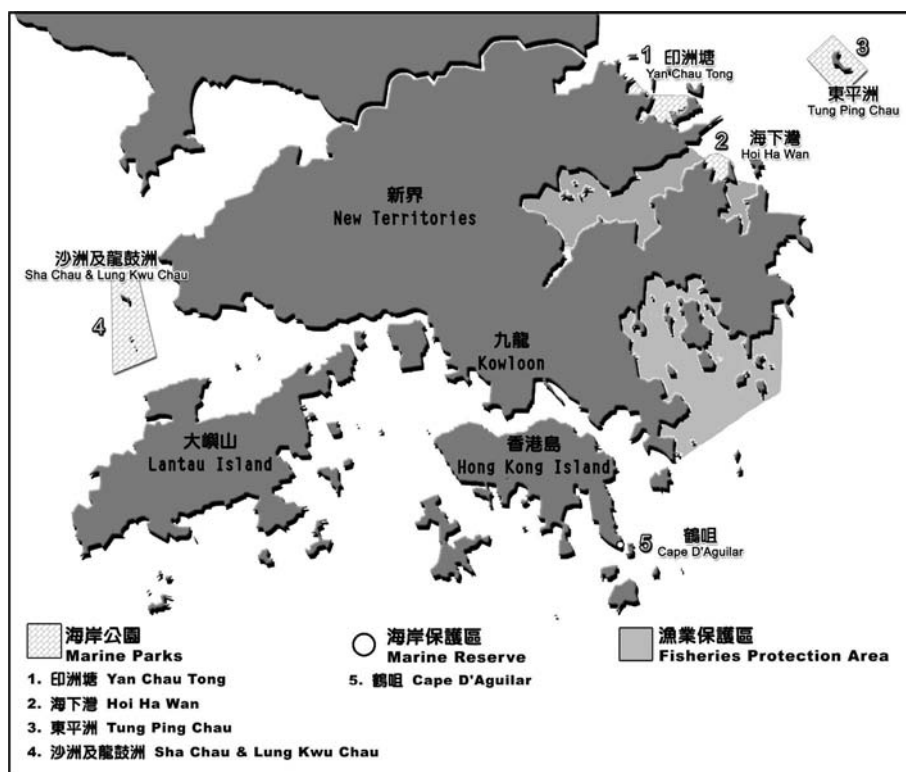 1 印洲塘
Yan Chau Tong
3
東平洲
Tung Ping Chau
2 海下灣
Hoi Ha Wan
新界
New Territories
沙洲及龍鼓洲
Sha Chau & Lung Kwu Chau
4
九龍
Kowloon
大嶼山
Lantau Island
香港島
Hong Kong Island
5 鶴咀
Cape D'Aguilar
海岸公園
Marine Parks
1. 印洲塘 Yan Chau Tong
2. 海下灣 Hoi Ha Wan
3. 東平洲 Tung Ping Chau
4. 沙洲及龍鼓洲 Sha Chau & Lung Kwu Chau
海岸保護區
Marine Reserve
5. 鶴咀 Cape D'Aguilar
漁業保護區
Fisheries Protection Area